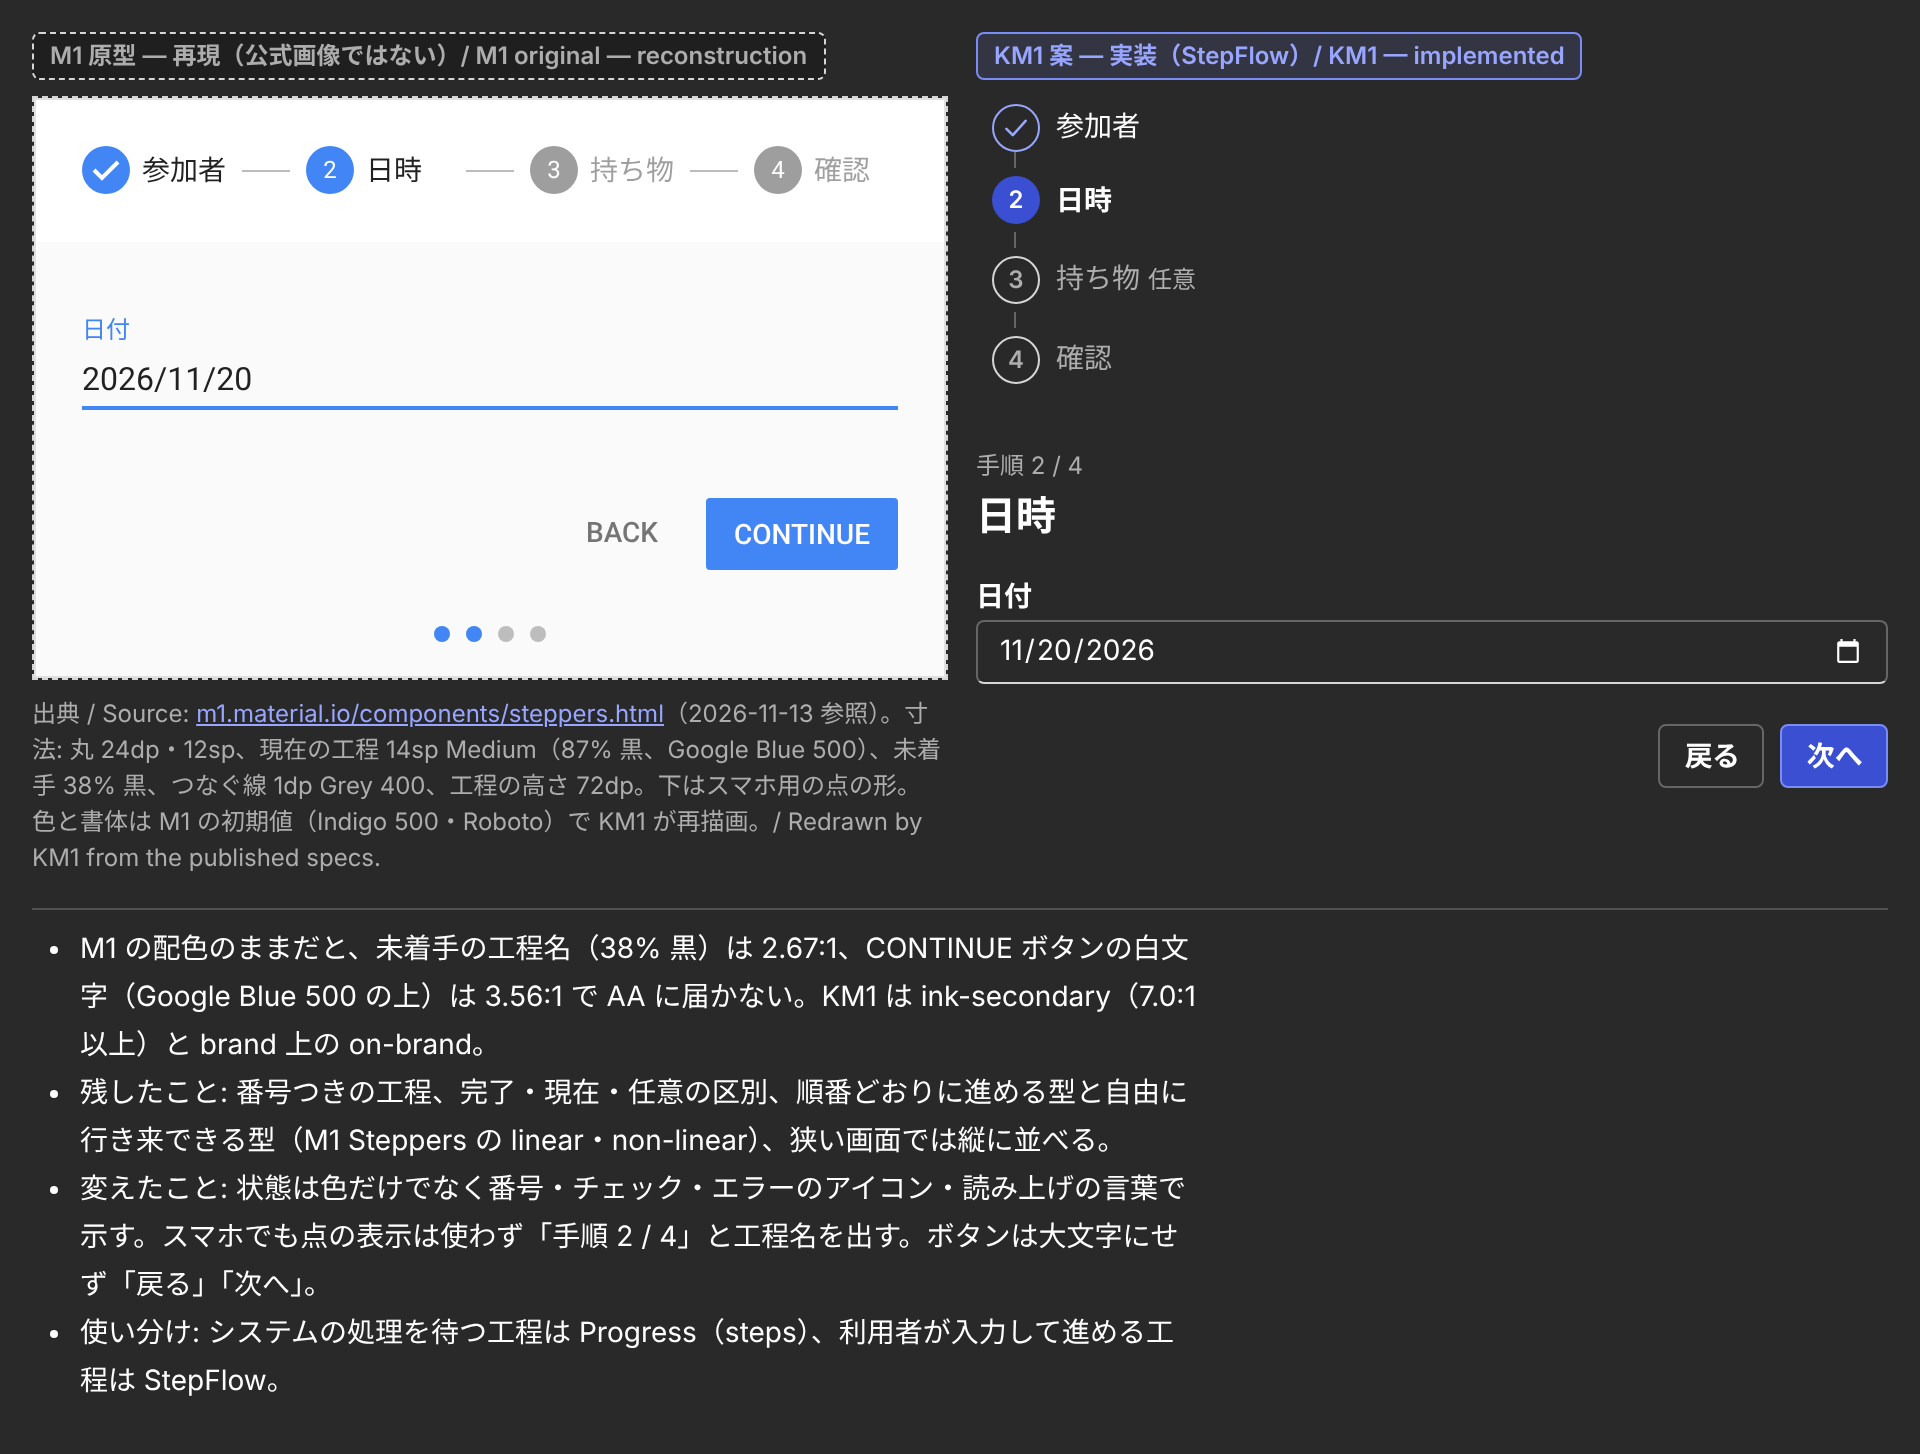 M1 原型 — 再現（公式画像ではない）/ M1 original — reconstruction
参加者
2 日時
3 持ち物
4 確認
日付
2026/11/20
BACK
CONTINUE
出典 / Source: m1.material.io/components/steppers.html（2026-11-13 参照）。寸
法: 丸 24dp・12sp、現在の工程 14sp Medium（87% 黒、Google Blue 500）、未着
手 38% 黒、つなぐ線 1dp Grey 400、工程の高さ 72dp。下はスマホ用の点の形。
色と書体は M1 の初期値（Indigo 500・Roboto）で KM1 が再描画。/ Redrawn by
KM1 from the published specs.
KM1 案 — 実装（StepFlow）/ KM1 — implemented
参加者
2 日時
3 持ち物 任意
4 確認
手順 2 / 4
日時
日付
11/20/2026
戻る
次へ
M1 の配色のままだと、未着手の工程名（38% 黒）は 2.67:1、CONTINUE ボタンの白文
字（Google Blue 500 の上）は 3.56:1 で AA に届かない。KM1 は ink-secondary（7.0:1
以上）と brand 上の on-brand。
残したこと: 番号つきの工程、完了・現在・任意の区別、順番どおりに進める型と自由に
行き来できる型（M1 Steppers の linear・non-linear）、狭い画面では縦に並べる。
変えたこと: 状態は色だけでなく番号・チェック・エラーのアイコン・読み上げの言葉で
示す。スマホでも点の表示は使わず「手順 2 / 4」と工程名を出す。ボタンは大文字にせ
ず「戻る」「次へ」。
使い分け: システムの処理を待つ工程は Progress（steps）、利用者が入力して進める工
程は StepFlow。